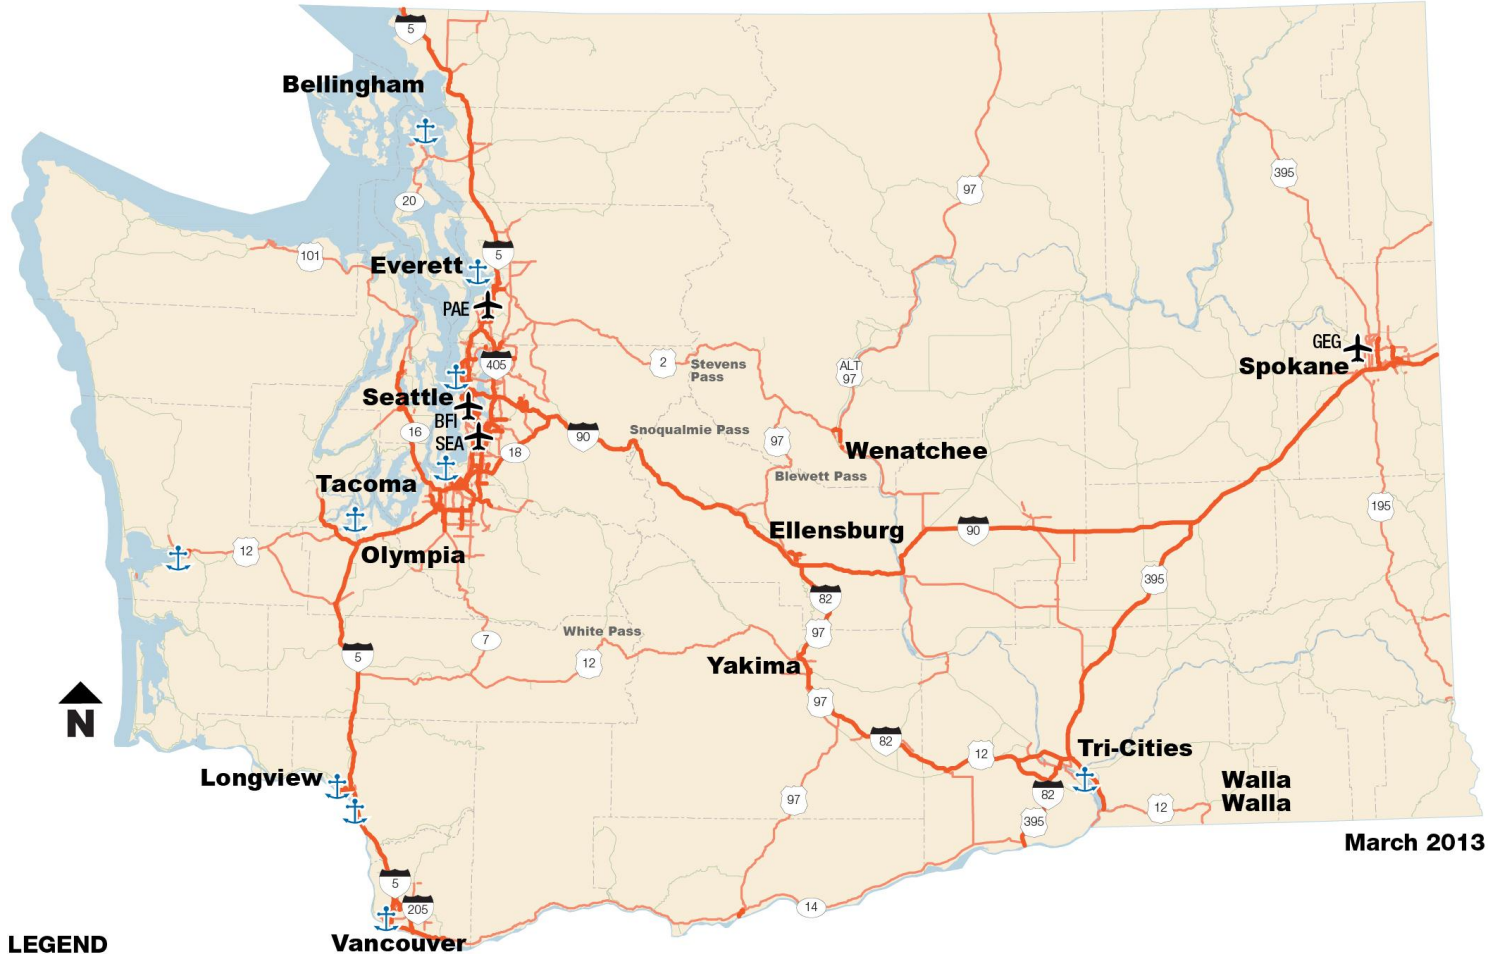 5
Bellingham
395
97
20
101
5
Everett
PAE
GEG
Spokane
2
Stevens
Pass
405
ALT
97
Seattle
BFI
SEA
16
18
90
Snoqualmie Pass
97
Wenatchee
Blewett Pass
Tacoma
195
Ellensburg
90
Olympia
12
395
82
97
White Pass
7
12
5
Yakima
97
N
82
12
Tri-Cities
Longview
82
Walla
Walla
97
12
395
March 2013
5
205
14
Vancouver
LEGEND